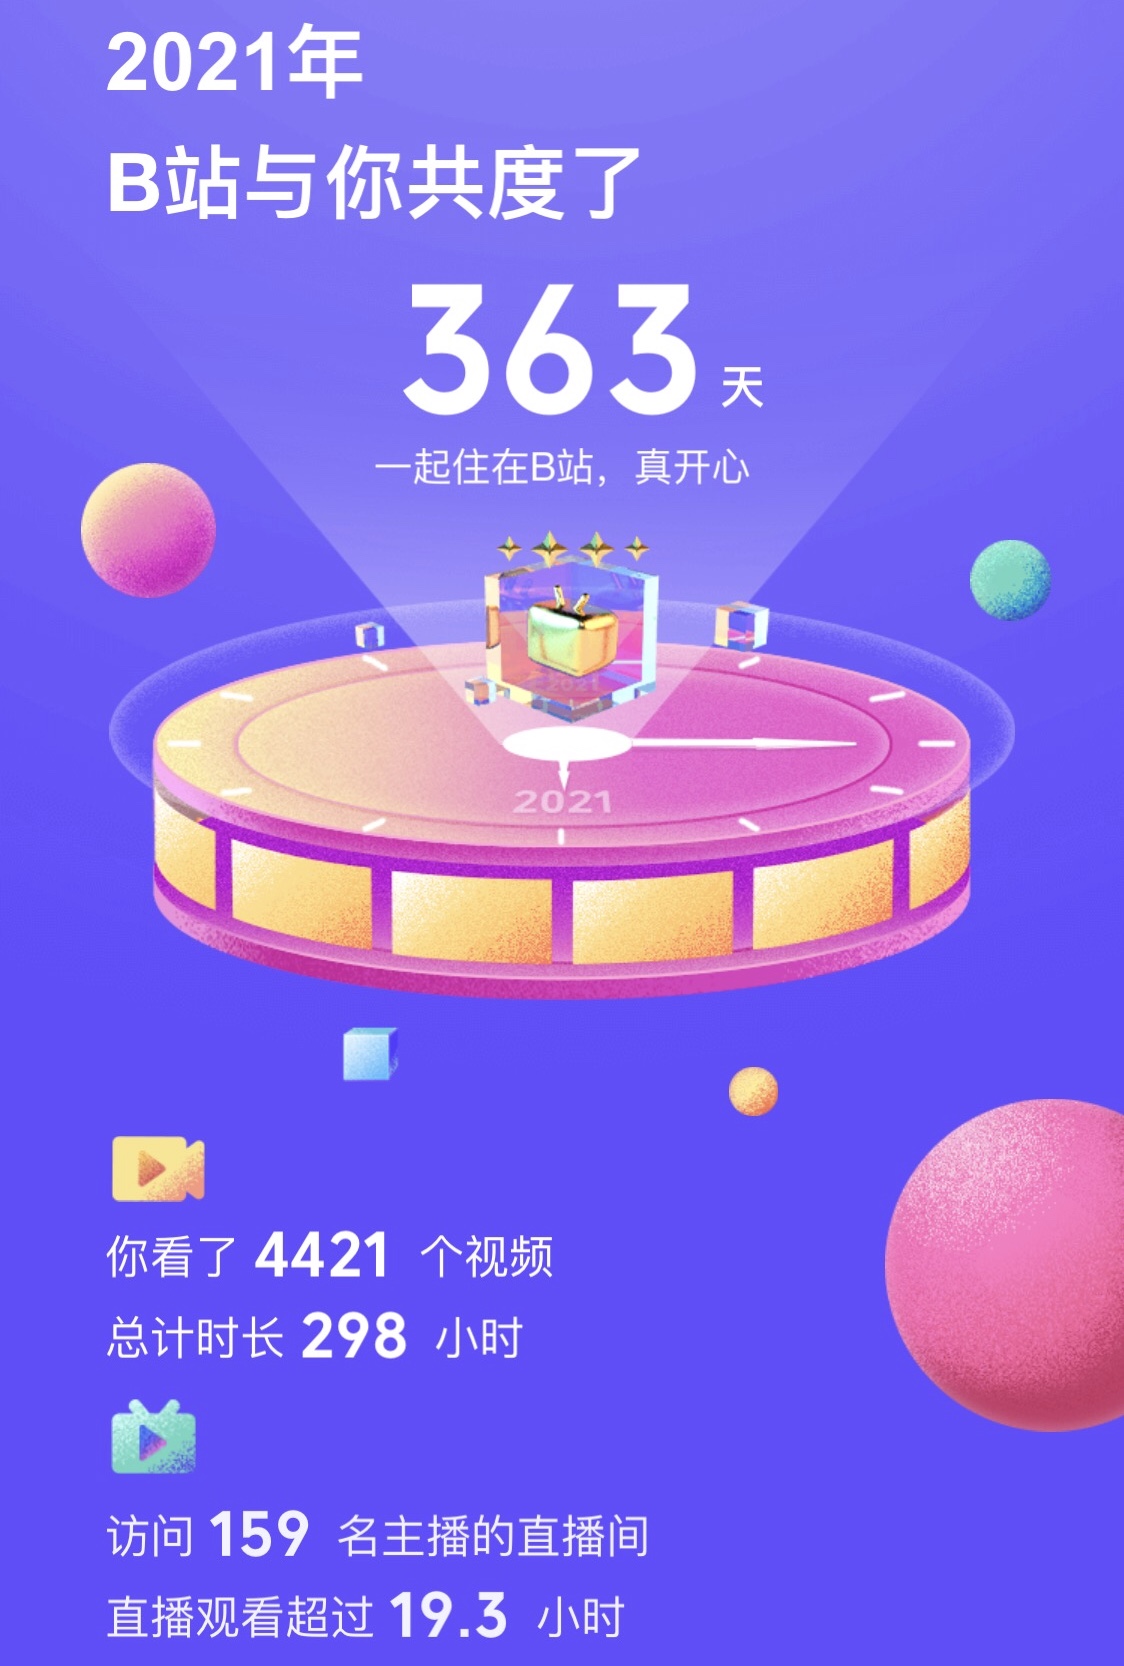 2021年
B站与你共度了
363 天
一起住在B站，真开心
2021
你看了 4421 个视频
总计时长 298 小时
访问 159 名主播的直播间
直播观看超过 19.3 小时